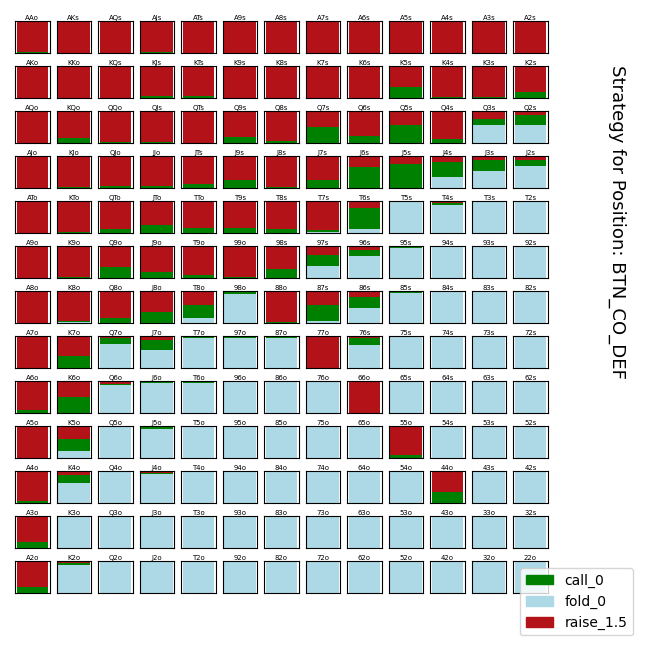 AAo AKs AQs AJs ATs A9s A8s A7s A6s A5s A4s A3s A2s
AKo KKo KQs KJs KTs K9s K8s K7s K6s K5s K4s K3s K2s
AQo KQo QQo QJs QTs Q9s Q8s Q7s Q6s Q5s Q4s Q3s Q2s
AJo KJo QJo JJo JTs J9s J8s J7s J6s J5s J4s J3s J2s
ATo KTo QTo JTo TTo T9s T8s T7s T6s T5s T4s T3s T2s
A9o K9o Q9o J9o T9o 99o 98s 97s 96s 95s 94s 93s 92s
A8o K8o Q8o J8o T8o 98o 88o 87s 86s 85s 84s 83s 82s
A7o K7o Q7o J7o T7o 97o 87o 77o 76s 75s 74s 73s 72s
A6o K6o Q6o J6o T6o 96o 86o 76o 66o 65s 64s 63s 62s
A5o K5o Q5o J5o T5o 95o 85o 75o 65o 55o 54s 53s 52s
A4o K4o Q4o J4o T4o 94o 84o 74o 64o 54o 44o 43s 42s
A3o K3o Q3o J3o T3o 93o 83o 73o 63o 53o 43o 33o 32s
A2o K2o Q2o J2o T2o 92o 82o 72o 62o 52o 42o 32o 22o
Strategy for Position: BTN_CO_DEF
call_0
fold_0
raise_1.5